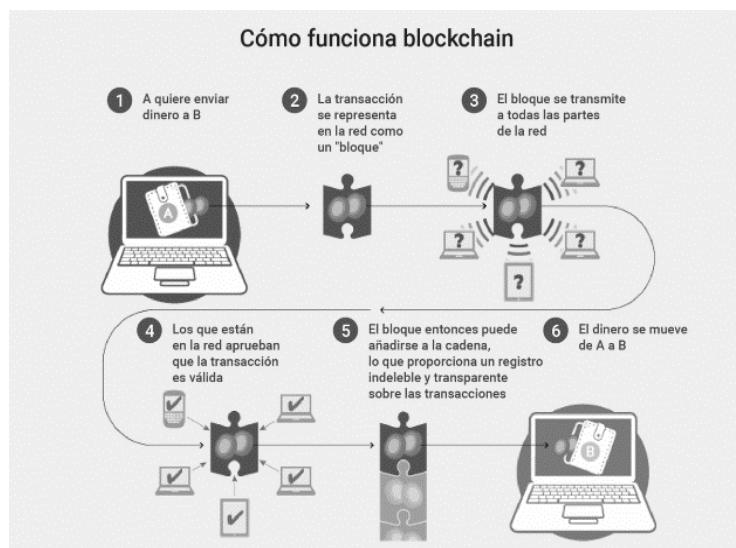 Cómo funciona blockchain
1
A quiere enviar
dinero a B
2
La transacción
se representa
en la red como
un "bloque"
3
El bloque se transmite
a todas las partes
de la red
A
?
?
?
?
?
4
Los que están
en la red aprueban
que la transacción
es válida
5
El bloque entonces puede
añadirse a la cadena,
lo que proporciona un registro
indeleble y transparente
sobre las transacciones
6
El dinero se mueve
de A a B
B